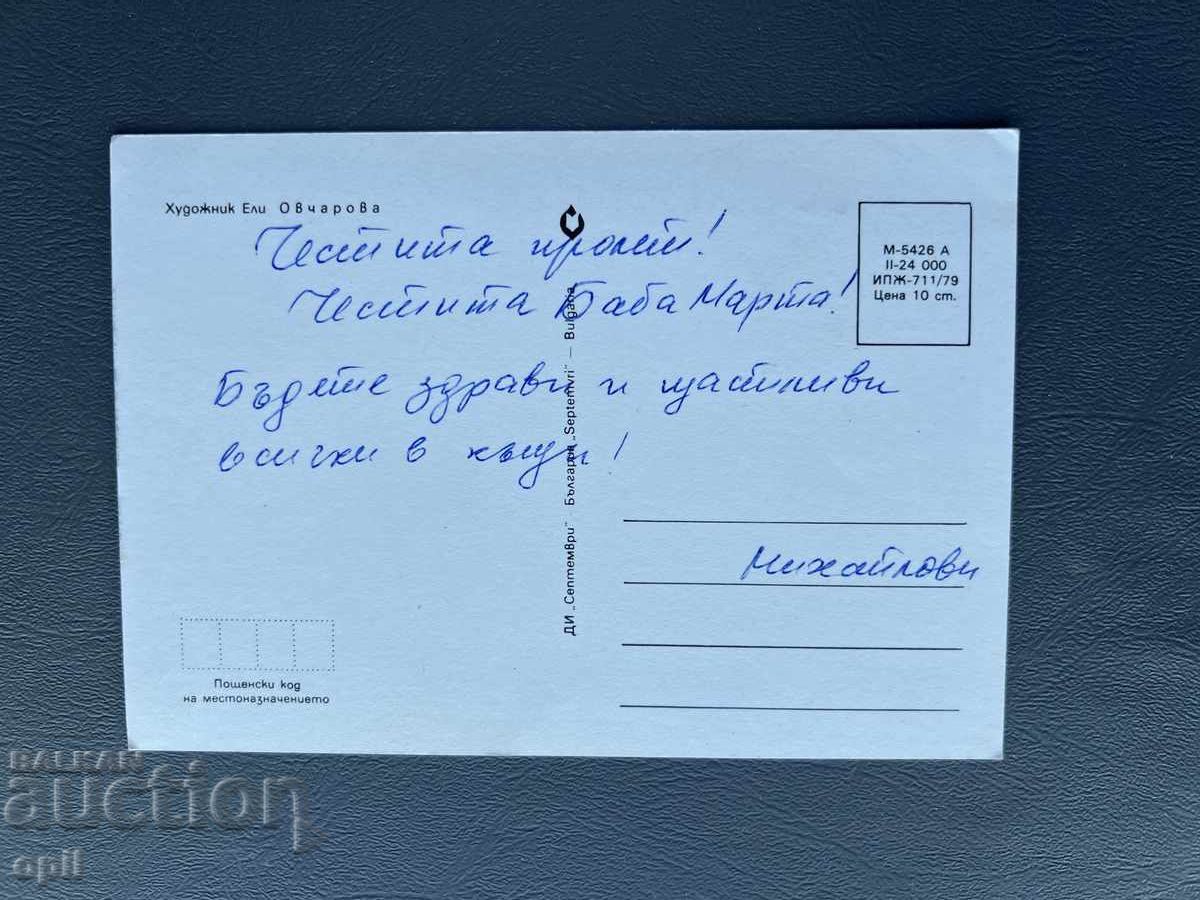 Художник Ели Овчарова
Честита пролет!
Честита Баба Марта!
Бъдете здрави и щастливи
всички в къщи!
Михайлови
М-5426 А
II-24 000
ИПЖ-711/79
Цена 10 ст.
ДИ „Септември" · България „Septemvri" — Bulgaria
Пощенски код
на местоназначението
BALKAN
auction
opil